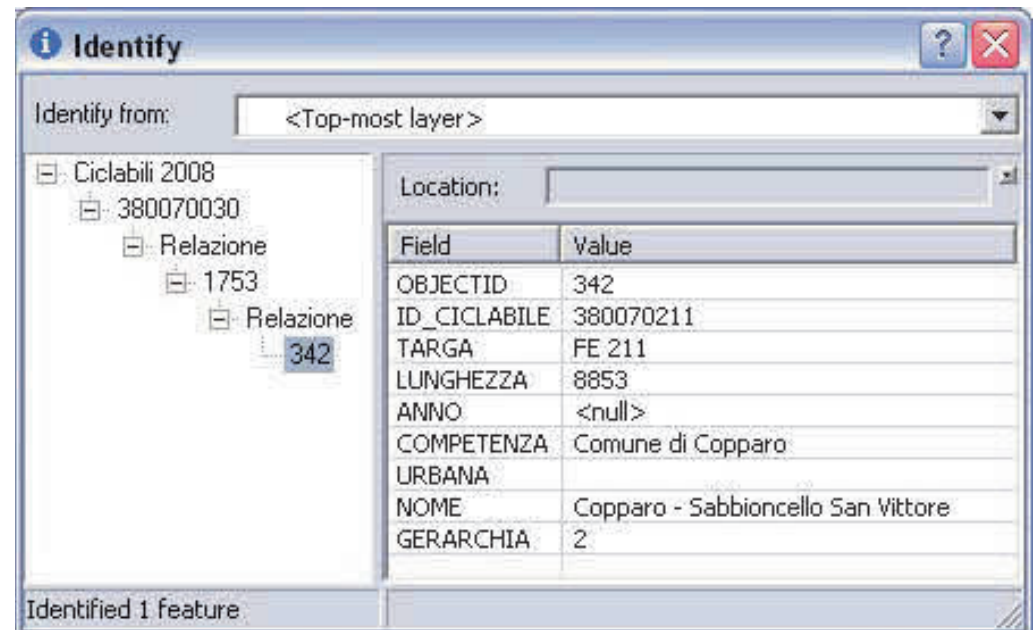 Identify
Identify from: <Top-most layer>
Ciclabili 2008
380070030
Relazione
1753
Relazione
342
Location:
Field Value
OBJECTID 342
ID_CICLABILE 380070211
TARGA FE 211
LUNGHEZZA 8853
ANNO <null>
COMPETENZA Comune di Copparo
URBANA
NOME Copparo - Sabbioncello San Vittore
GERARCHIA 2
Identified 1 feature